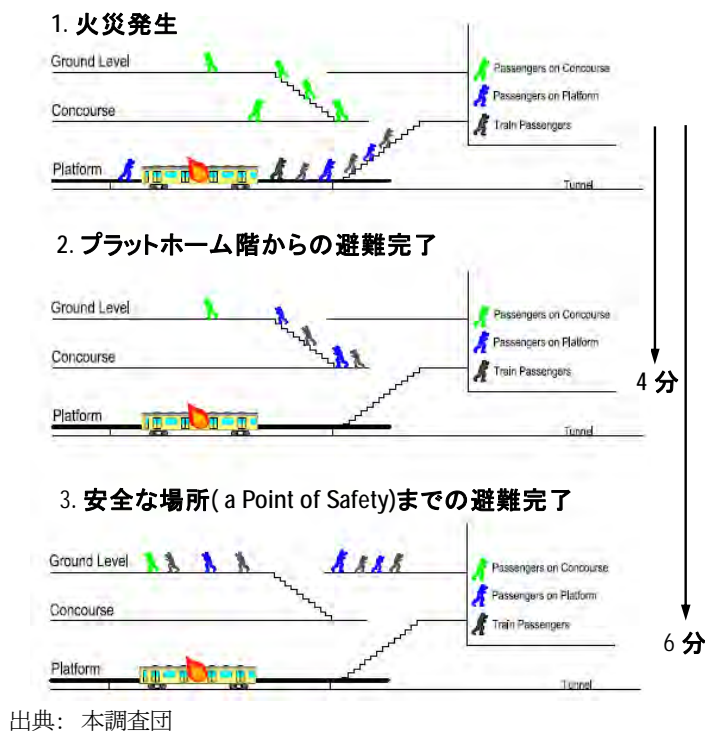 1. 火災発生
Ground Level
Concourse
Platform
Passengers on Concourse
Passengers on Platform
Train Passengers
Tunnel
2. プラットホーム階からの避難完了
Ground Level
Concourse
Platform
Passengers on Concourse
Passengers on Platform
Train Passengers
Tunnel
4 分
3. 安全な場所( a Point of Safety)までの避難完了
Ground Level
Concourse
Platform
Passengers on Concourse
Passengers on Platform
Train Passengers
Tunnel
6 分
出典: 本調査団